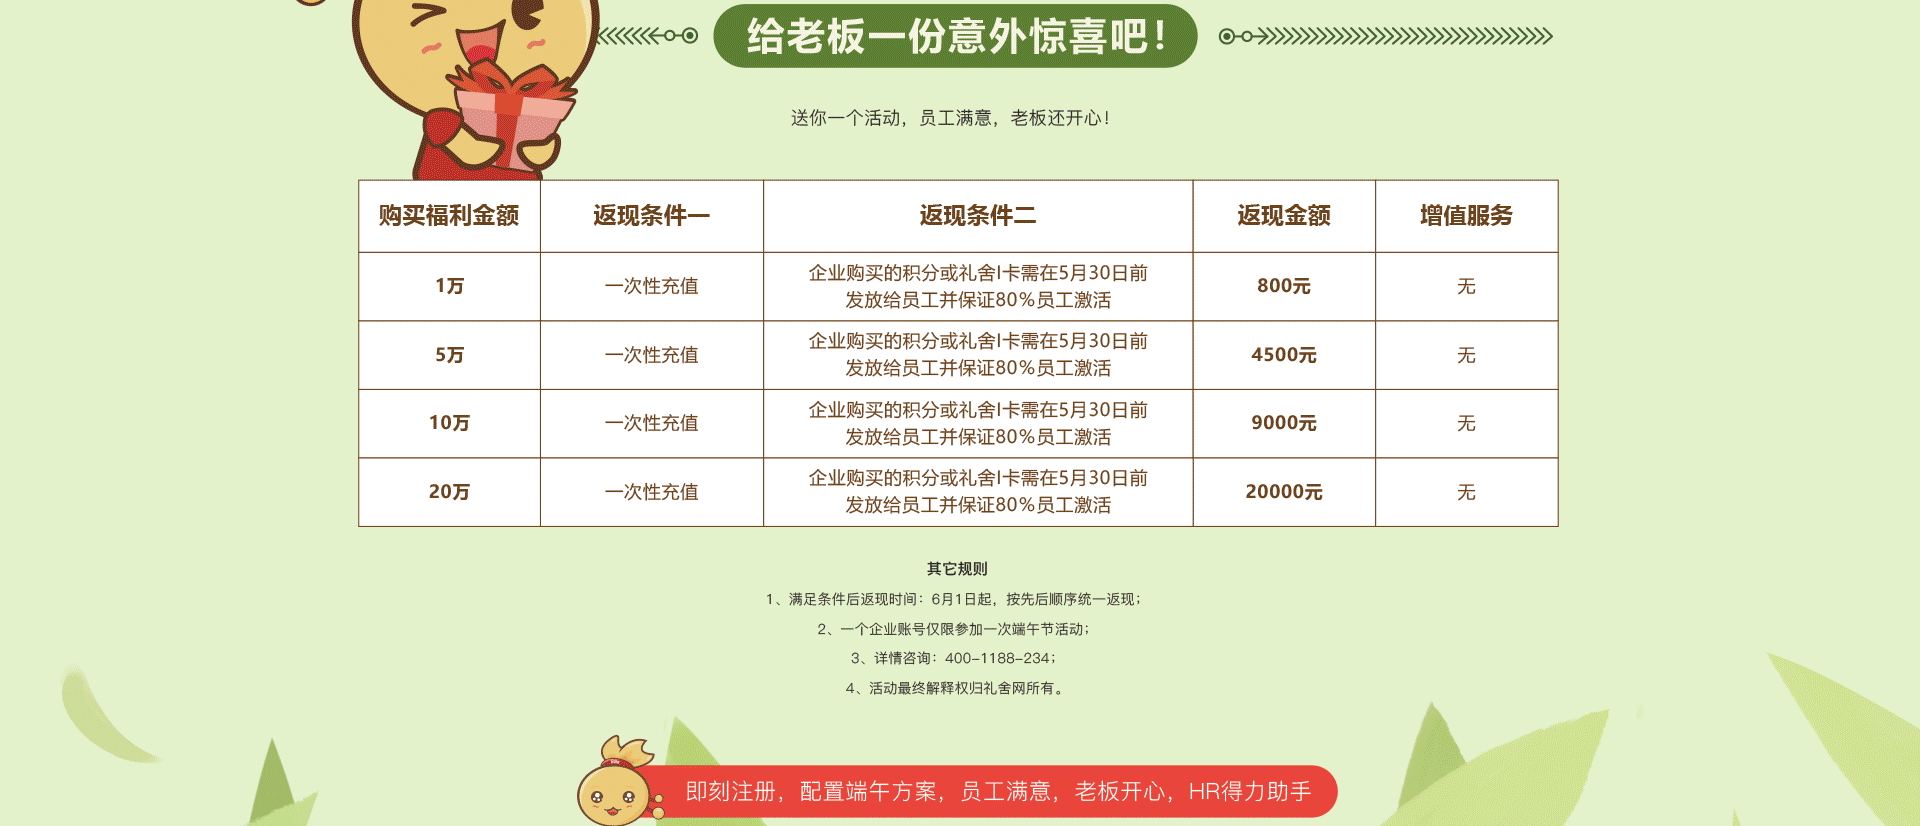 给老板一份意外惊喜吧！
送你一个活动，员工满意，老板还开心！
购买福利金额 返现条件一 返现条件二 返现金额 增值服务
1万 一次性充值 企业购买的积分或礼舍I卡需在5月30日前
发放给员工并保证80%员工激活 800元 无
5万 一次性充值 企业购买的积分或礼舍I卡需在5月30日前
发放给员工并保证80%员工激活 4500元 无
10万 一次性充值 企业购买的积分或礼舍I卡需在5月30日前
发放给员工并保证80%员工激活 9000元 无
20万 一次性充值 企业购买的积分或礼舍I卡需在5月30日前
发放给员工并保证80%员工激活 20000元 无
其它规则
1、满足条件后返现时间：6月1日起，按先后顺序统一返现；
2、一个企业账号仅限参加一次端午节活动；
3、详情咨询：400-1188-234；
4、活动最终解释权归礼舍网所有。
即刻注册，配置端午方案，员工满意，老板开心，HR得力助手